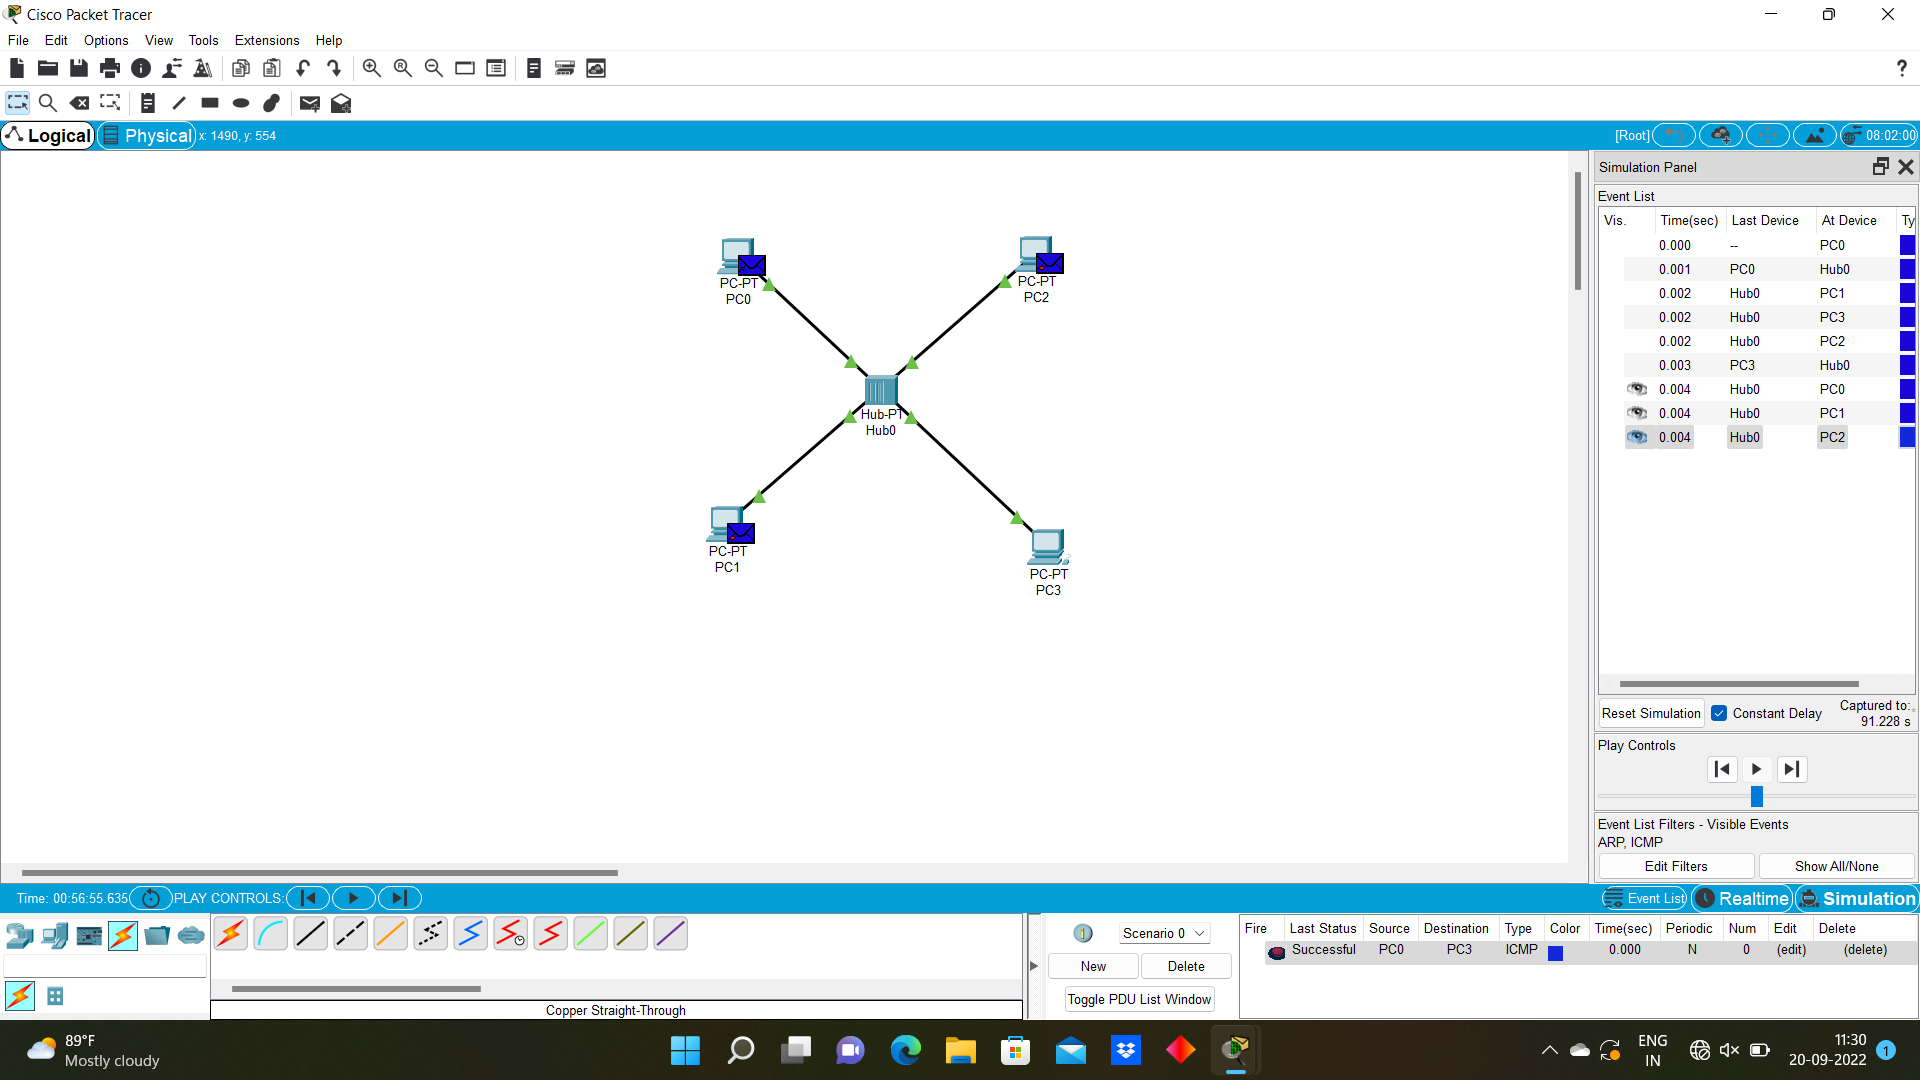 Cisco Packet Tracer
File Edit Options View Tools Extensions Help
?
Logical Physical x: 1490, y: 554 [Root] 08:02:00
Simulation Panel
Event List
Vis. Time(sec) Last Device At Device Ty
0.000 -- PC0
0.001 PC0 Hub0
0.002 Hub0 PC1
0.002 Hub0 PC3
0.002 Hub0 PC2
0.003 PC3 Hub0
0.004 Hub0 PC0
0.004 Hub0 PC1
0.004 Hub0 PC2
PC-PT
PC0
PC-PT
PC2
Hub-PT
Hub0
PC-PT
PC1
PC-PT
PC3
Reset Simulation Constant Delay Captured to:
91.228 s
Play Controls
Event List Filters - Visible Events
ARP, ICMP
Edit Filters Show All/None
Time: 00:56:55.635 PLAY CONTROLS: Event List Realtime Simulation
Scenario 0
New Delete
Toggle PDU List Window
Fire Last Status Source Destination Type Color Time(sec) Periodic Num Edit Delete
Successful PC0 PC3 ICMP 0.000 N 0 (edit) (delete)
Copper Straight-Through
89°F
Mostly cloudy
ENG
IN
11:30
20-09-2022
1